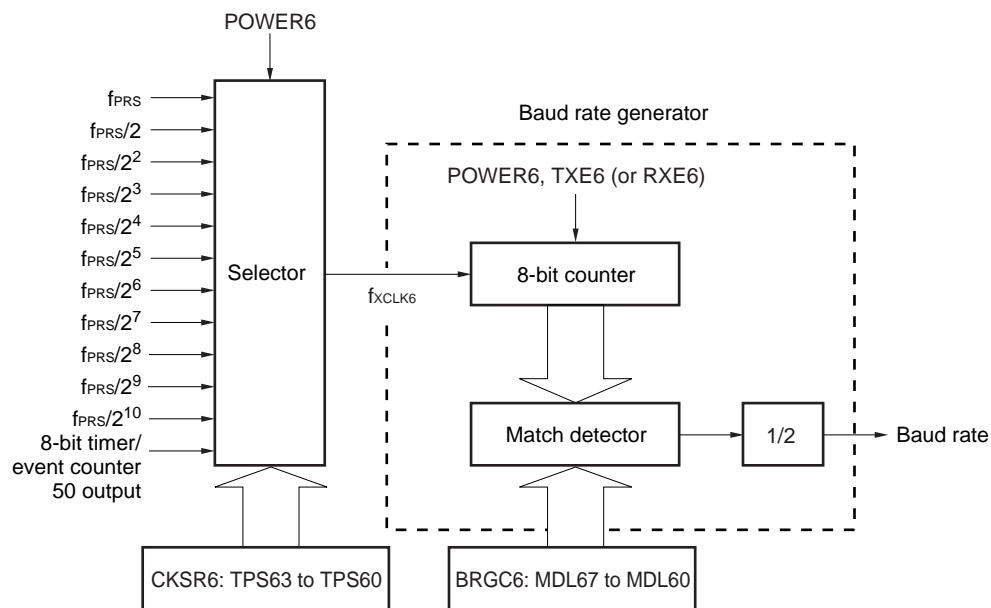 POWER6
fPRS
fPRS/2
fPRS/2²
fPRS/2³
fPRS/2⁴
fPRS/2⁵
fPRS/2⁶
fPRS/2⁷
fPRS/2⁸
fPRS/2⁹
fPRS/2¹⁰
8-bit timer/
event counter
50 output
Selector
fXCLK6
Baud rate generator
POWER6, TXE6 (or RXE6)
8-bit counter
Match detector
1/2
Baud rate
CKSR6: TPS63 to TPS60
BRGC6: MDL67 to MDL60